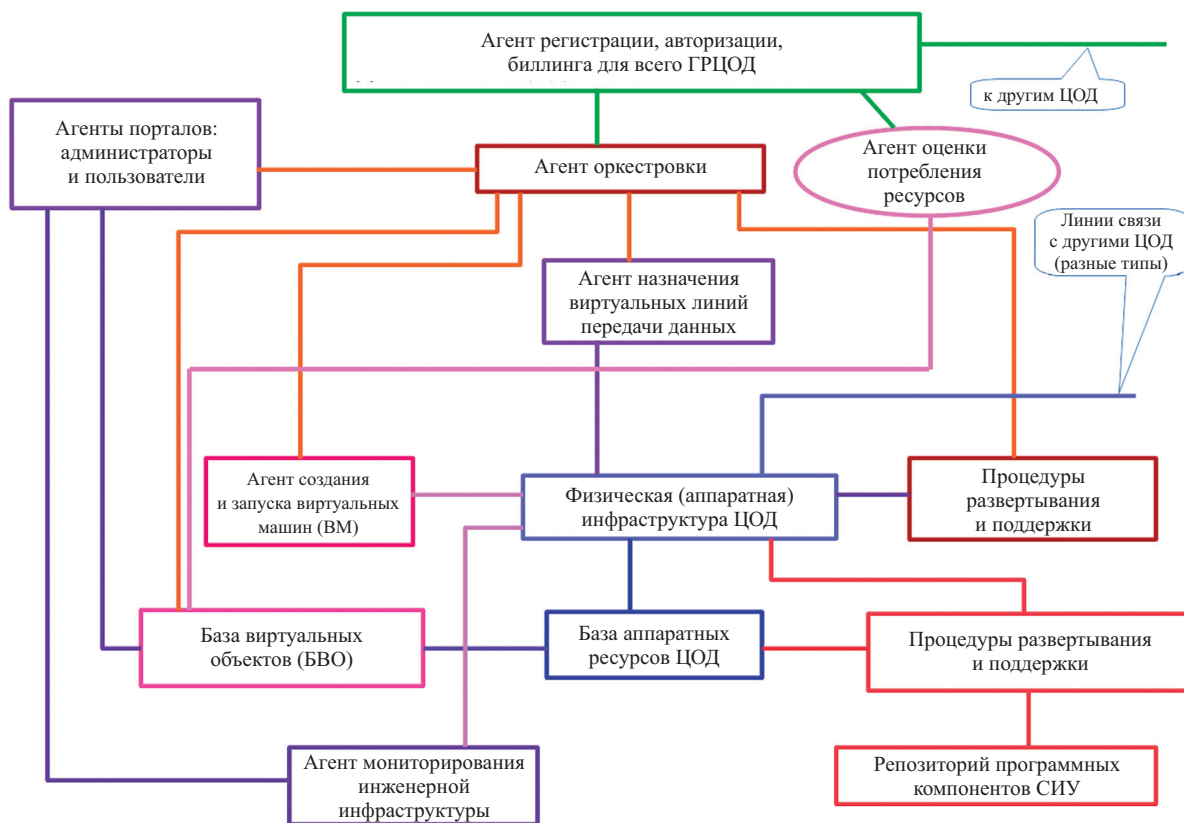 Агент регистрации, авторизации,
биллинга для всего ГРЦОД
к другим ЦОД
Агенты порталов:
администраторы
и пользователи
Агент оркестровки
Агент оценки
потребления
ресурсов
Линии связи
с другими ЦОД
(разные типы)
Агент назначения
виртуальных линий
передачи данных
Агент создания
и запуска виртуальных
машин (ВМ)
Физическая (аппаратная)
инфраструктура ЦОД
Процедуры
развертывания
и поддержки
База виртуальных
объектов (БВО)
База аппаратных
ресурсов ЦОД
Процедуры развертывания
и поддержки
Агент мониторирования
инженерной
инфраструктуры
Репозиторий программных
компонентов СИУ